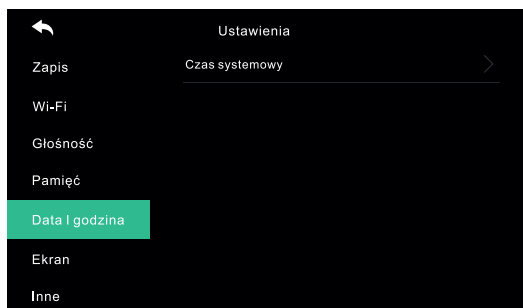 Ustawienia
Zapis
Czas systemowy
Wi-Fi
Głośność
Pamięć
Data I godzina
Ekran
Inne